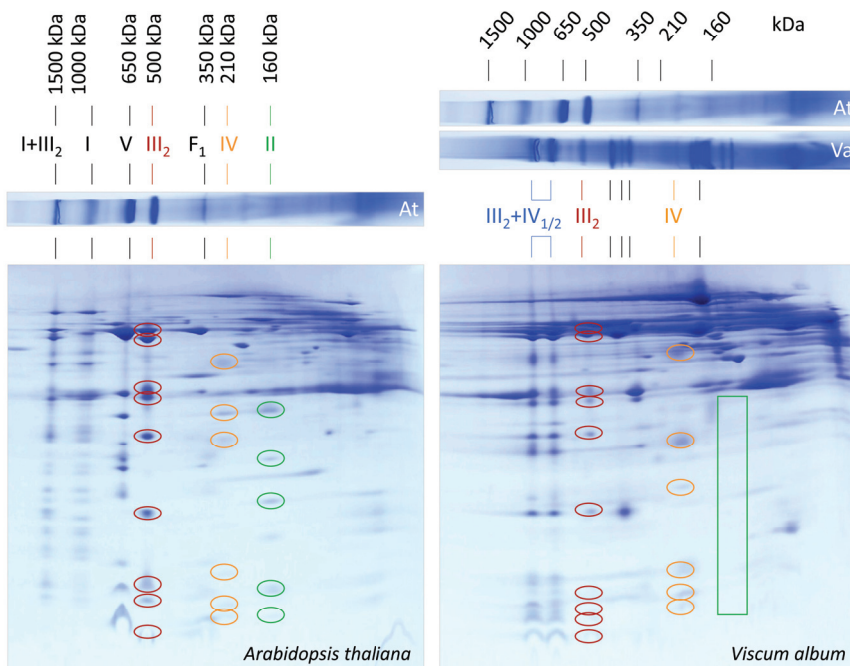 1500 kDa
1000 kDa
650 kDa
500 kDa
350 kDa
210 kDa
160 kDa
I+III₂ I V III₂ F₁ IV II
At
Arabidopsis thaliana
1500 1000 650 500 350 210 160 kDa
At
Va
III₂+IV₁/₂ III₂ IV
Viscum album